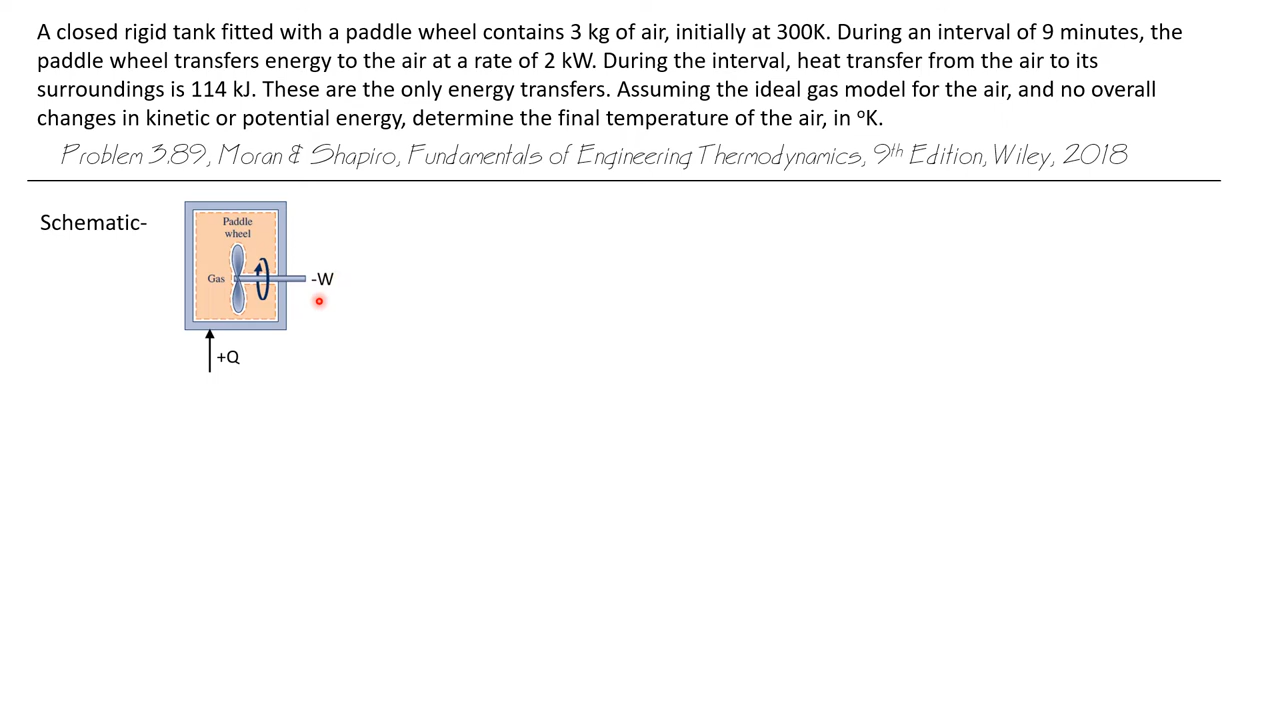 A closed rigid tank fitted with a paddle wheel contains 3 kg of air, initially at 300K. During an interval of 9 minutes, the
paddle wheel transfers energy to the air at a rate of 2 kW. During the interval, heat transfer from the air to its
surroundings is 114 kJ. These are the only energy transfers. Assuming the ideal gas model for the air, and no overall
changes in kinetic or potential energy, determine the final temperature of the air, in ᵒK.
Problem 3.89, Moran & Shapiro, Fundamentals of Engineering Thermodynamics, 9th Edition, Wiley, 2018
Schematic-
Paddle
wheel
Gas
-W
+Q